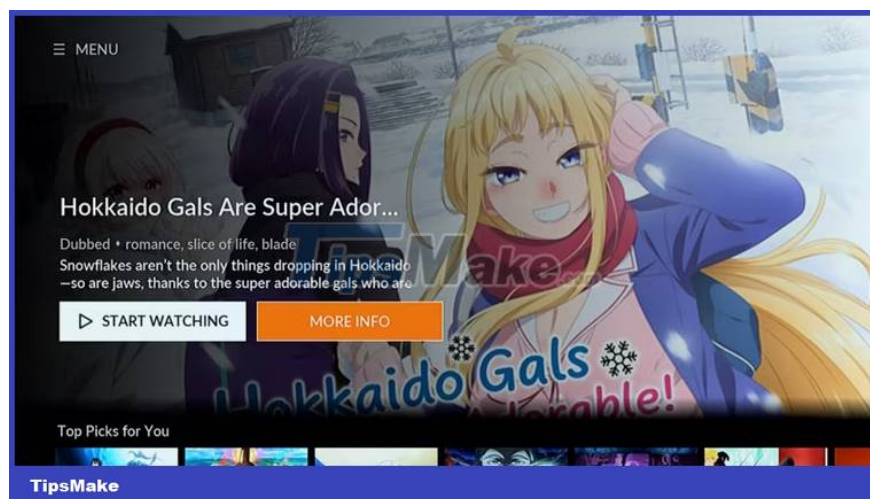 ☰ MENU
Hokkaido Gals Are Super Ador...
Dubbed • romance, slice of life, blade
Snowflakes aren't the only things dropping in Hokkaido
—so are jaws, thanks to the super adorable gals who are
START WATCHING
MORE INFO
TipsMake.com
Hokkaido Gals
Adorable!
Top Picks for You
TipsMake